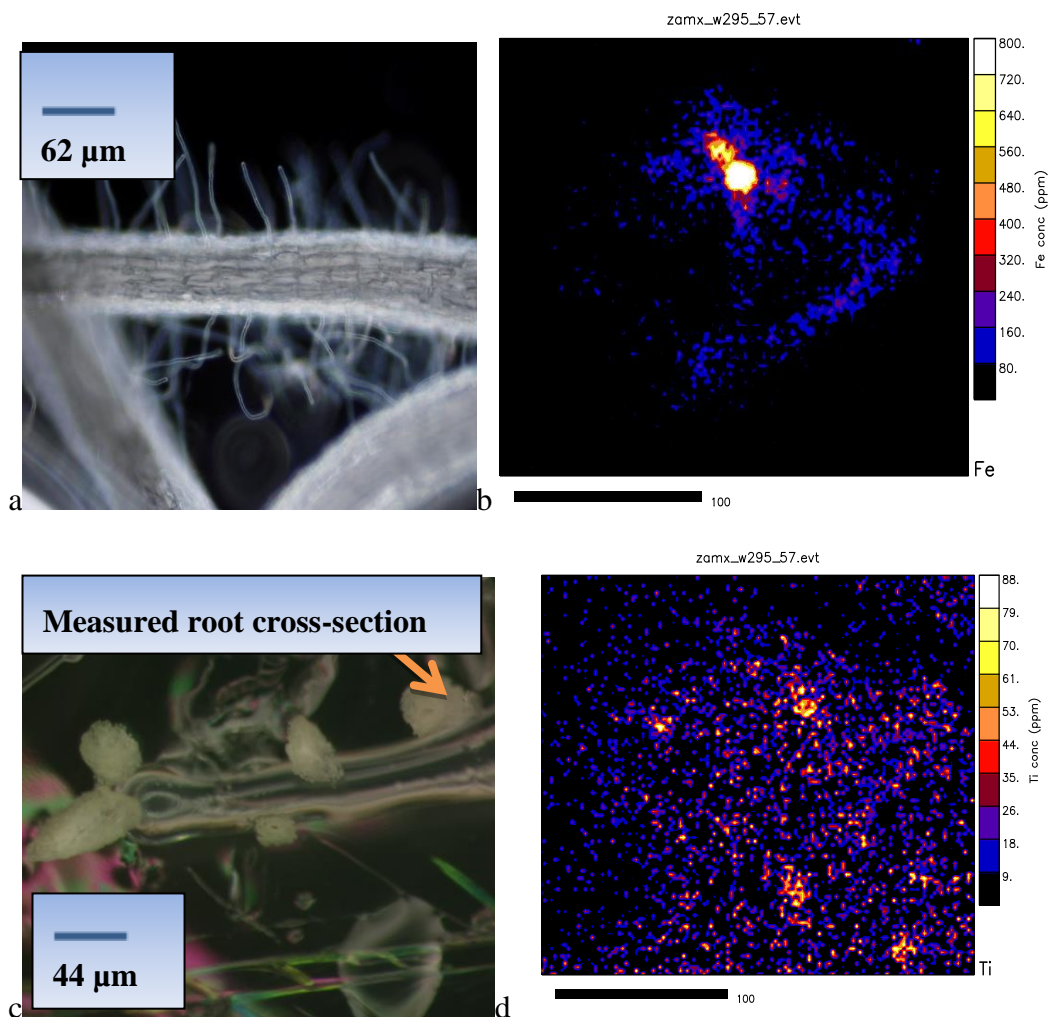 zamx_w295_57.evt
62 µm
800.
720.
640.
560.
480.
400.
320.
240.
160.
80.
Fe conc (ppm)
Fe
a
b
100
zamx_w295_57.evt
Measured root cross-section
88.
79.
70.
61.
53.
44.
35.
26.
18.
9.
Ti conc (ppm)
Ti
44 µm
c
d
100